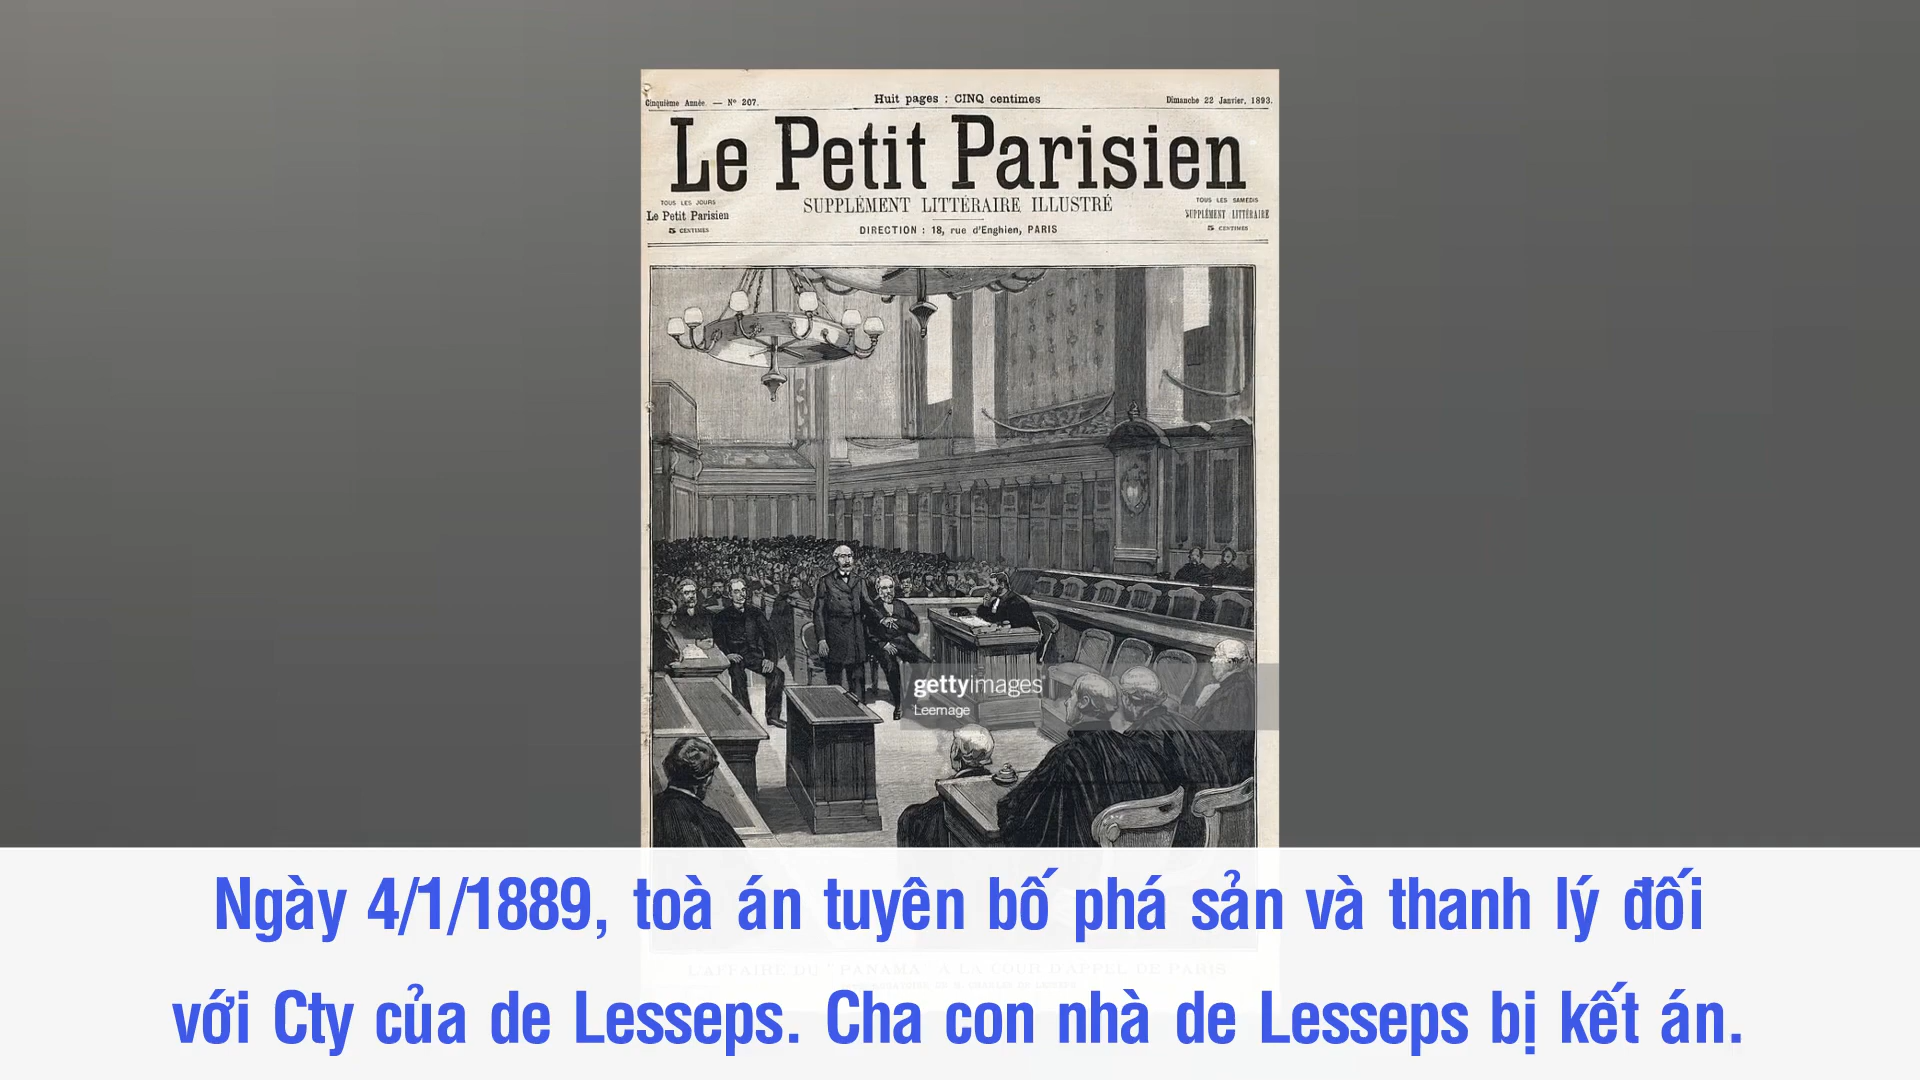 Cinquième Année. — N° 207.
Huit pages : CINQ centimes
Dimanche 22 Janvier, 1893.
Le Petit Parisien
TOUS LES JOURS
Le Petit Parisien
5 CENTIMES
SUPPLÉMENT LITTÉRAIRE ILLUSTRÉ
DIRECTION : 18, rue d'Enghien, PARIS
TOUS LES SAMEDIS
SUPPLÉMENT LITTÉRAIRE
5 CENTIMES
gettyimages
Leemage
Ngày 4/1/1889, toà án tuyên bố phá sản và thanh lý đối
với Cty của de Lesseps. Cha con nhà de Lesseps bị kết án.
L'AFFAIRE DU "PANAMA" A LA COUR D'APPEL DE PARIS